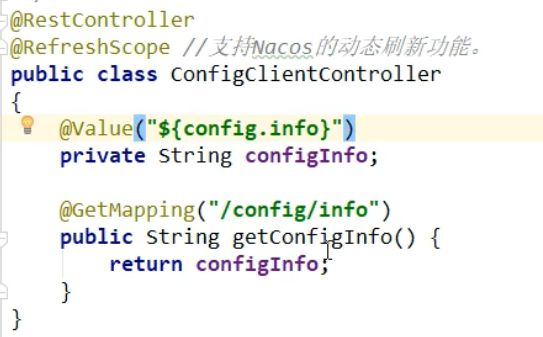 @RestController
@RefreshScope //支持Nacos的动态刷新功能。
public class ConfigClientController
{
    @Value("${config.info}")
    private String configInfo;

    @GetMapping("/config/info")
    public String getConfigInfo() {
        return configInfo;
    }
}